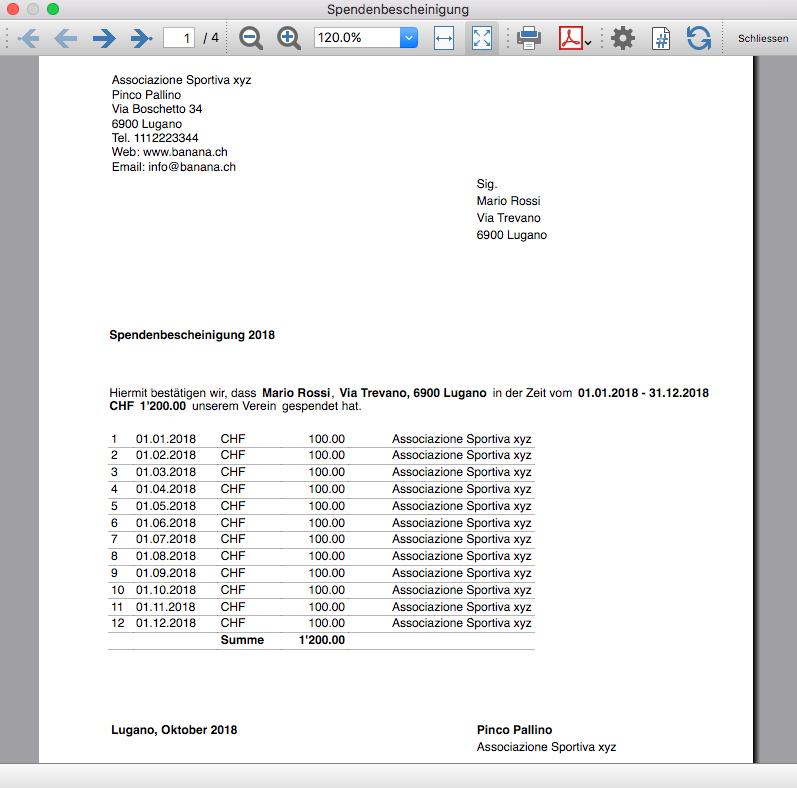 Spendenbescheinigung
1 / 4 120.0% Schliessen
Associazione Sportiva xyz
Pinco Pallino
Via Boschetto 34
6900 Lugano
Tel. 1112223344
Web: www.banana.ch
Email: info@banana.ch
Sig.
Mario Rossi
Via Trevano
6900 Lugano
Spendenbescheinigung 2018
Hiermit bestätigen wir, dass Mario Rossi, Via Trevano, 6900 Lugano in der Zeit vom 01.01.2018 - 31.12.2018
CHF 1'200.00 unserem Verein gespendet hat.
1 01.01.2018 CHF 100.00 Associazione Sportiva xyz
2 01.02.2018 CHF 100.00 Associazione Sportiva xyz
3 01.03.2018 CHF 100.00 Associazione Sportiva xyz
4 01.04.2018 CHF 100.00 Associazione Sportiva xyz
5 01.05.2018 CHF 100.00 Associazione Sportiva xyz
6 01.06.2018 CHF 100.00 Associazione Sportiva xyz
7 01.07.2018 CHF 100.00 Associazione Sportiva xyz
8 01.08.2018 CHF 100.00 Associazione Sportiva xyz
9 01.09.2018 CHF 100.00 Associazione Sportiva xyz
10 01.10.2018 CHF 100.00 Associazione Sportiva xyz
11 01.11.2018 CHF 100.00 Associazione Sportiva xyz
12 01.12.2018 CHF 100.00 Associazione Sportiva xyz
Summe 1'200.00
Lugano, Oktober 2018 Pinco Pallino
Associazione Sportiva xyz